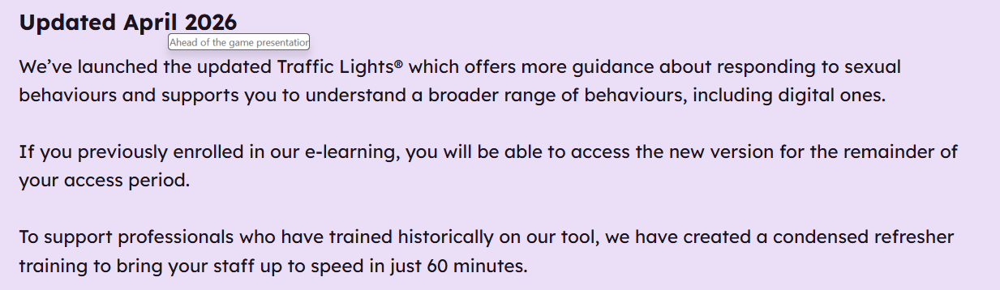 Updated April 2026
Ahead of the game presentation
We’ve launched the updated Traffic Lights® which offers more guidance about responding to sexual
behaviours and supports you to understand a broader range of behaviours, including digital ones.
If you previously enrolled in our e-learning, you will be able to access the new version for the remainder of
your access period.
To support professionals who have trained historically on our tool, we have created a condensed refresher
training to bring your staff up to speed in just 60 minutes.